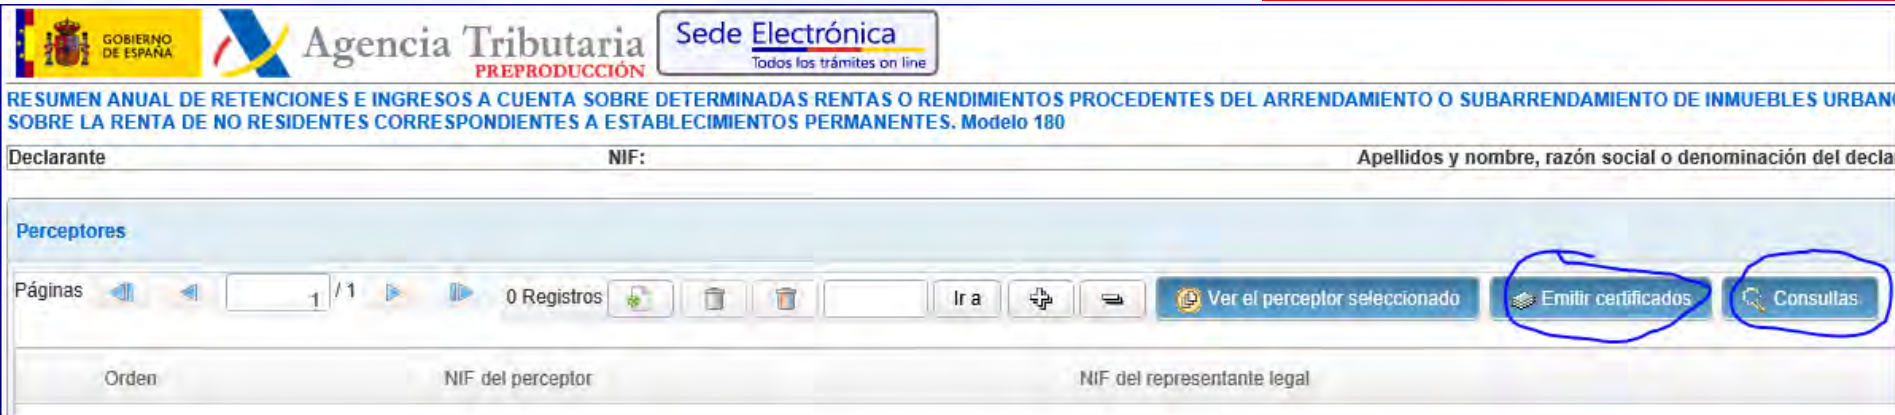 GOBIERNO
DE ESPAÑA
Agencia Tributaria
PREPRODUCCIÓN
Sede Electrónica
Todos los trámites on line
RESUMEN ANUAL DE RETENCIONES E INGRESOS A CUENTA SOBRE DETERMINADAS RENTAS O RENDIMIENTOS PROCEDENTES DEL ARRENDAMIENTO O SUBARRENDAMIENTO DE INMUEBLES URBANO
SOBRE LA RENTA DE NO RESIDENTES CORRESPONDIENTES A ESTABLECIMIENTOS PERMANENTES. Modelo 180
Declarante NIF: Apellidos y nombre, razón social o denominación del decla
Perceptores
Páginas 1 / 1 0 Registros Ir a Ver el perceptor seleccionado Emitir certificados Consultas
Orden NIF del perceptor NIF del representante legal